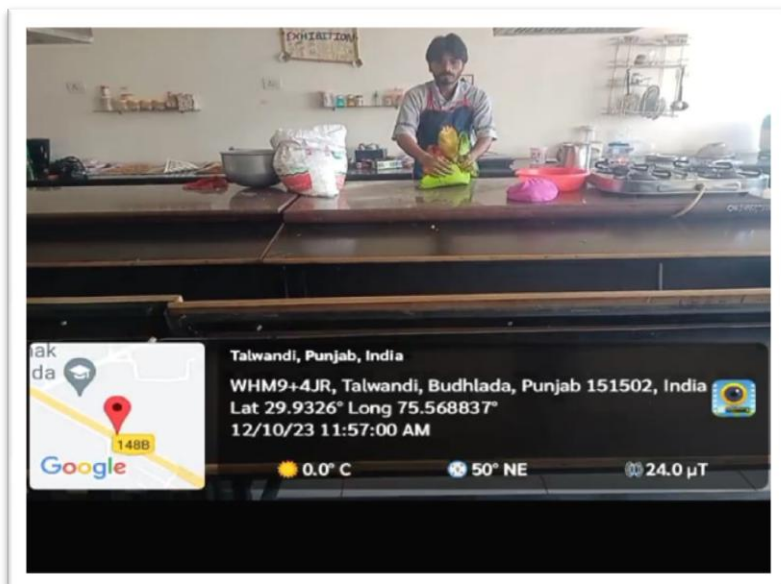 EXHIBITION
ak
da
148B
Google
Talwandi, Punjab, India
WHM9+4JR, Talwandi, Budhlada, Punjab 151502, India
Lat 29.9326° Long 75.568837°
12/10/23 11:57:00 AM
0.0° C
50° NE
24.0 µT